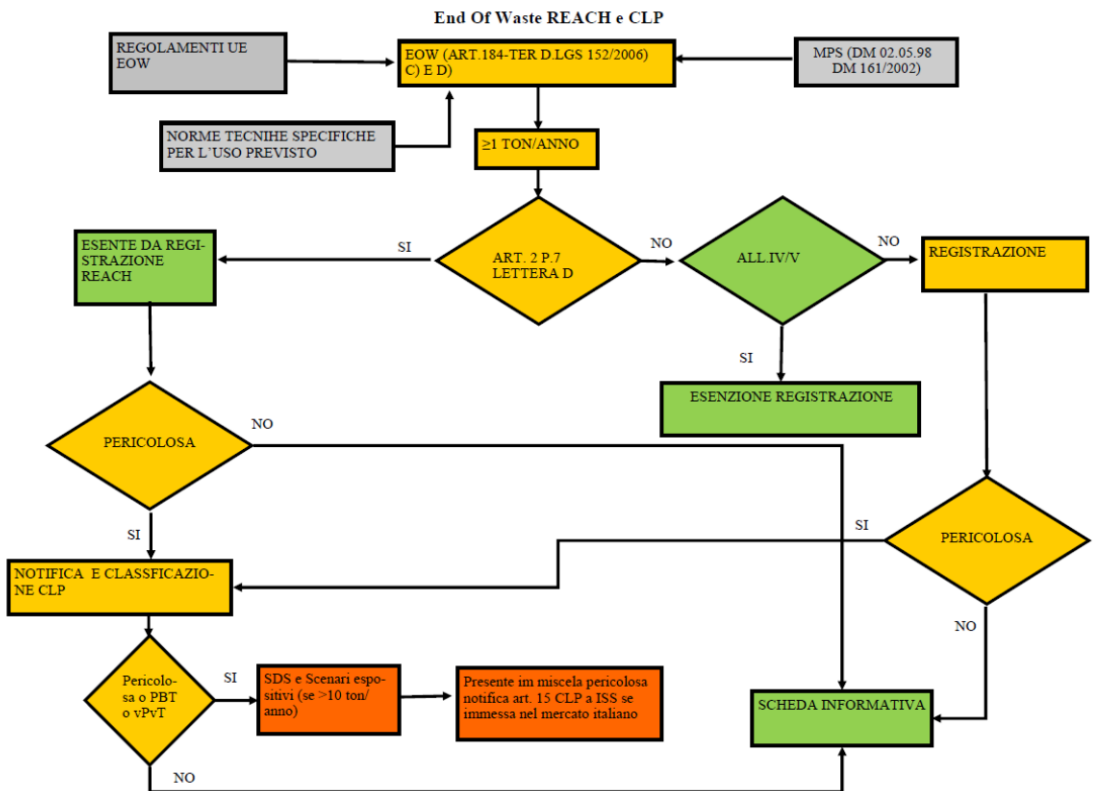 End Of Waste REACH e CLP
REGOLAMENTI UE
EOW
EOW (ART.184-TER D.LGS 152/2006)
C) E D)
MPS (DM 02.05.98
DM 161/2002)
NORME TECNIHE SPECIFICHE
PER L'USO PREVISTO
≥1 TON/ANNO
ESENTE DA REGI-
STRAZIONE
REACH
SI
ART. 2 P.7
LETTERA D
NO
ALL.IV/V
NO
REGISTRAZIONE
SI
ESENZIONE REGISTRAZIONE
PERICOLOSA
NO
SI
SI
PERICOLOSA
NOTIFICA E CLASSFICAZIO-
NE CLP
NO
Pericolo-
sa o PBT
o vPvT
SI
SDS e Scenari espo-
sitivi (se >10 ton/
anno)
Presente im miscela pericolosa
notifica art. 15 CLP a ISS se
immessa nel mercato italiano
SCHEDA INFORMATIVA
NO